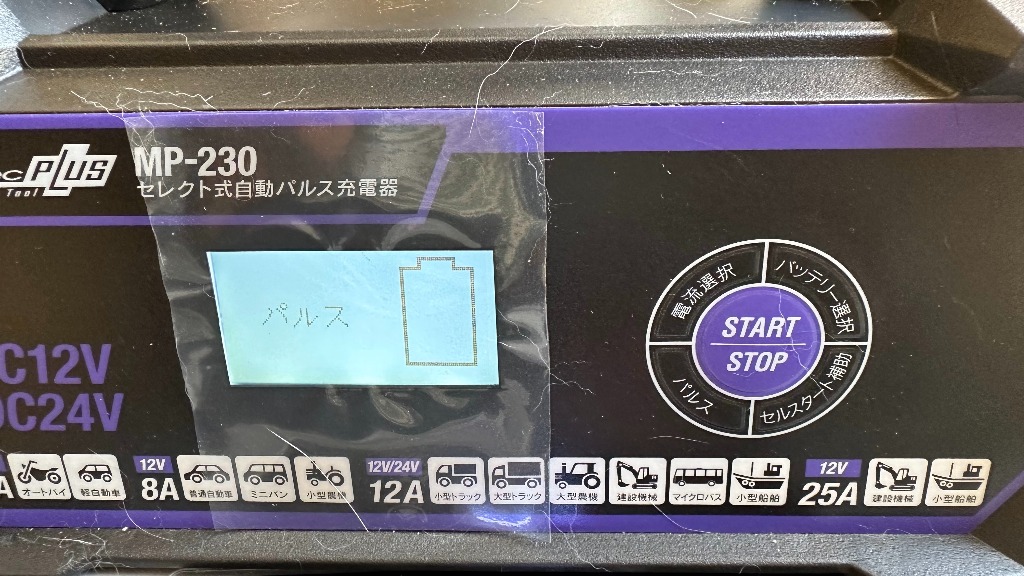 PLUS
Tool
MP-230
セレクト式自動パルス充電器
パルス
電流選択
バッテリー選択
START
STOP
パルス
セルスタート補助
C12V
DC24V
A
オートバイ
軽自動車
12V
8A
普通自動車
ミニバン
小型農機
12V/24V
12A
小型トラック
大型トラック
大型農機
建設機械
マイクロバス
小型船舶
12V
25A
建設機械
小型船舶